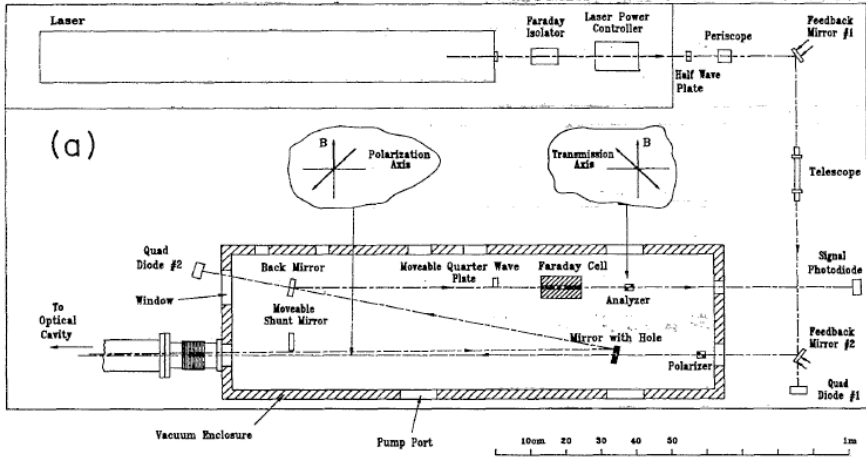 Laser
Faraday
Isolator
Laser Power
Controller
Periscope
Feedback
Mirror #1
Half Wave
Plate
(a)
B
Polarization
Axis
Transmission
Axis
B
Telescope
Quad
Diode #2
Back Mirror
Moveable Quarter Wave
Plate
Faraday Cell
Signal
Photodiode
Window
Analyzer
To
Optical
Cavity
Moveable
Shunt Mirror
Mirror with Hole
Feedback
Mirror #2
Polarizer
Quad
Diode #1
Vacuum Enclosure
Pump Port
10cm 20 30 40 50 1m